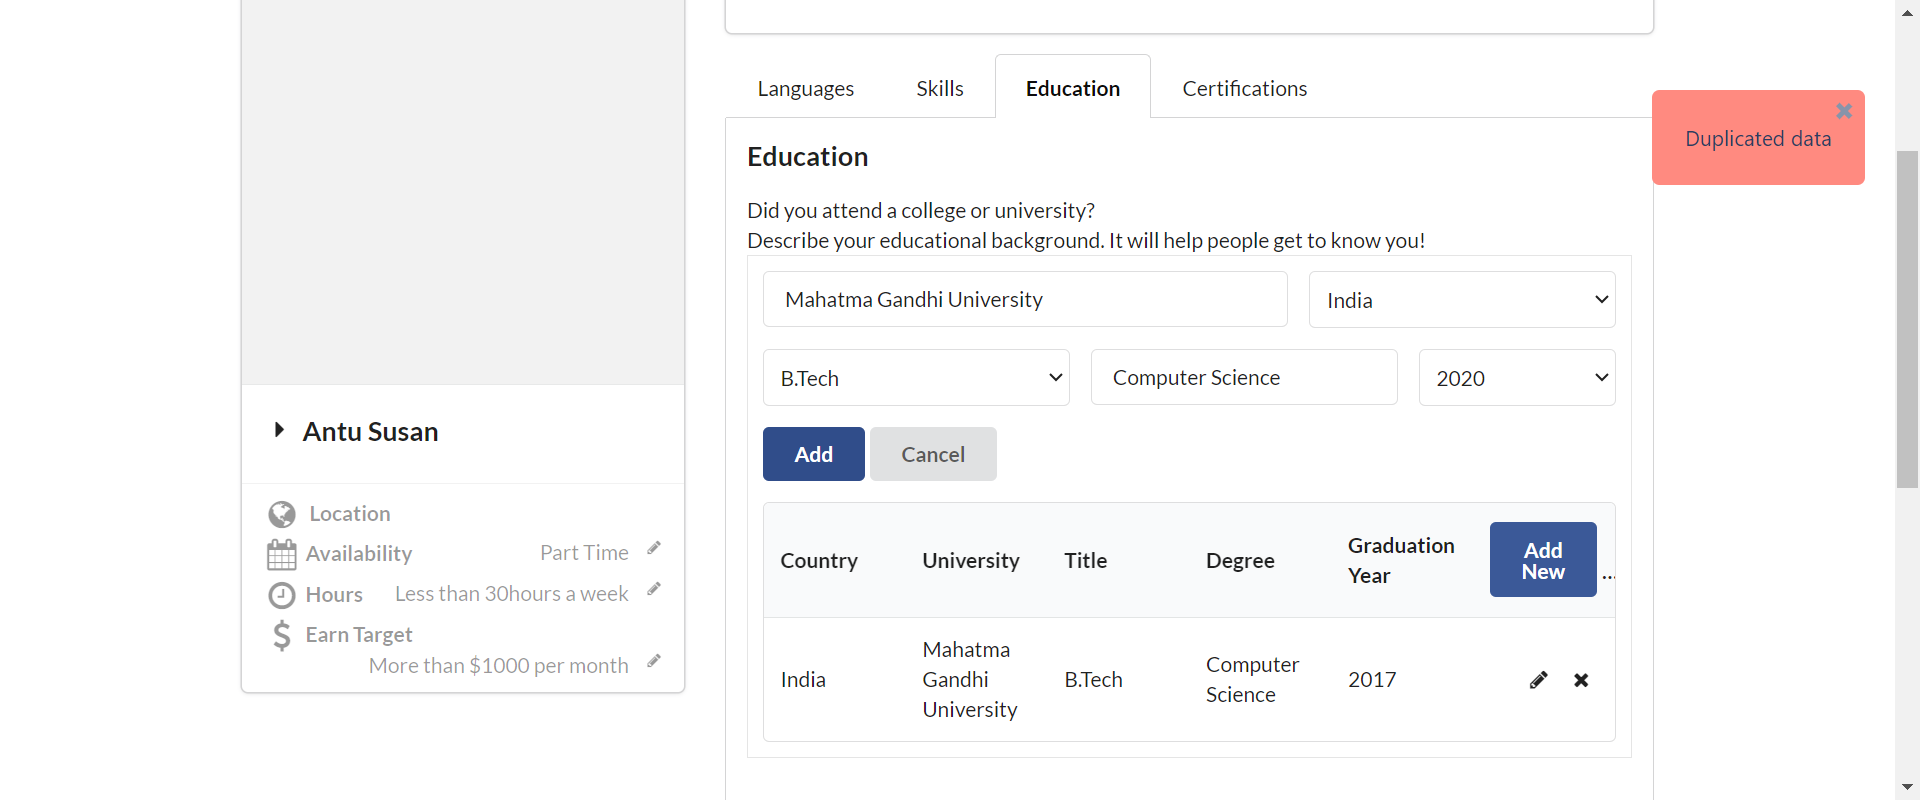 Languages
Skills
Education
Certifications
Duplicated data
Education
Did you attend a college or university?
Describe your educational background. It will help people get to know you!
Mahatma Gandhi University
India
B.Tech
Computer Science
2020
Add
Cancel
Country
University
Title
Degree
Graduation
Year
Add
New
...
India
Mahatma
Gandhi
University
B.Tech
Computer
Science
2017
Antu Susan
Location
Availability
Part Time
Hours
Less than 30hours a week
Earn Target
More than $1000 per month